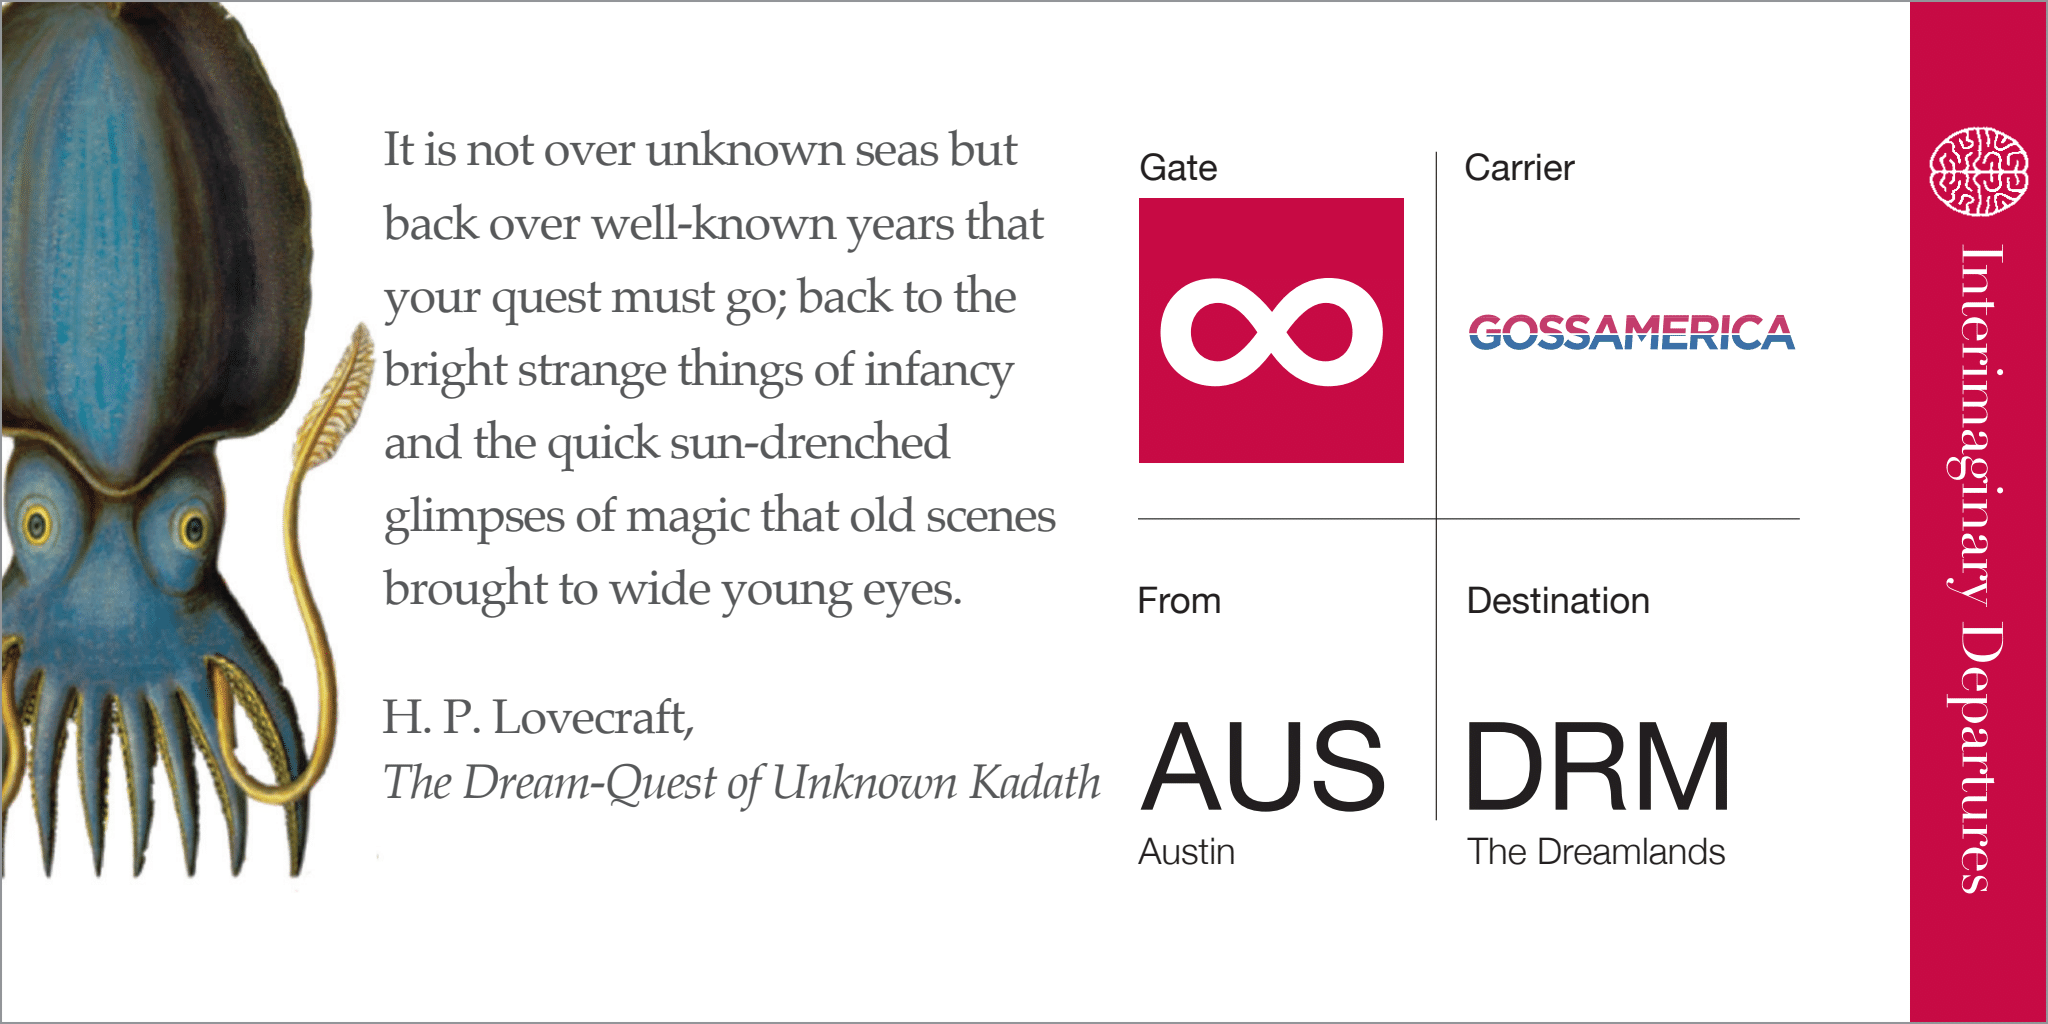 It is not over unknown seas but
back over well-known years that
your quest must go; back to the
bright strange things of infancy
and the quick sun-drenched
glimpses of magic that old scenes
brought to wide young eyes.
H. P. Lovecraft,
The Dream-Quest of Unknown Kadath
Gate
∞
Carrier
GOSSAMERICA
From
AUS
Austin
Destination
DRM
The Dreamlands
Interimaginary Departures